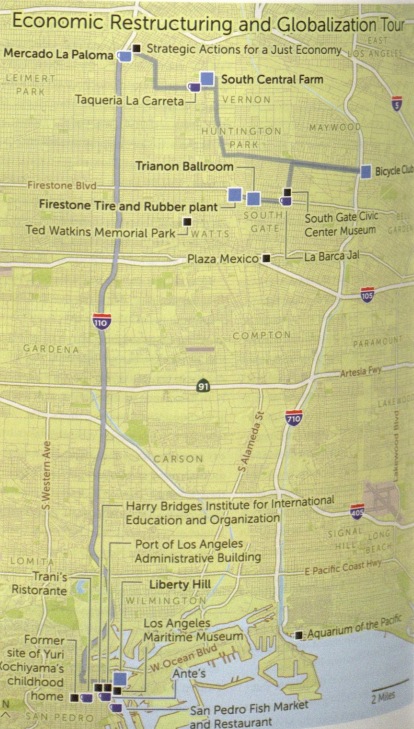 Economic Restructuring and Globalization Tour
EAST
LOS ANGELES
Mercado La Paloma
Strategic Actions for a Just Economy
LEIMERT
PARK
South Central Farm
Taqueria La Carreta
VERNON
5
HUNTINGTON
PARK
MAYWOOD
Trianon Ballroom
Bicycle Club
Firestone Blvd
Firestone Tire and Rubber plant
SOUTH
GATE
South Gate Civic
Center Museum
Ted Watkins Memorial Park
WATTS
La Barca Jal
Plaza Mexico
105
110
COMPTON
PARAMOUNT
GARDENA
Artesia Fwy
91
710
S Alameda St
Lakewood Blvd
CARSON
S Western Ave
Harry Bridges Institute for International
Education and Organization
405
SIGNAL
HILL
LONG
BEACH
Port of Los Angeles
Administrative Building
LOMITA
E Pacific Coast Hwy
Trani's
Ristorante
Liberty Hill
WILMINGTON
Los Angeles
Maritime Museum
Aquarium of the Pacific
Former
site of Yuri
Kochiyama's
childhood
home
W Ocean Blvd
Ante's
2 Miles
N
SAN PEDRO
San Pedro Fish Market
and Restaurant